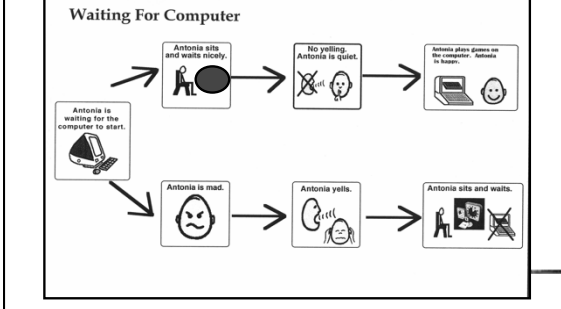 Waiting For Computer
Antonia sits
and waits nicely.
No yelling.
Antonia is quiet.
Antonia plays games on
the computer. Antonia
is happy.
Antonia is
waiting for the
computer to start.
Antonia is mad.
Antonia yells.
Antonia sits and waits.